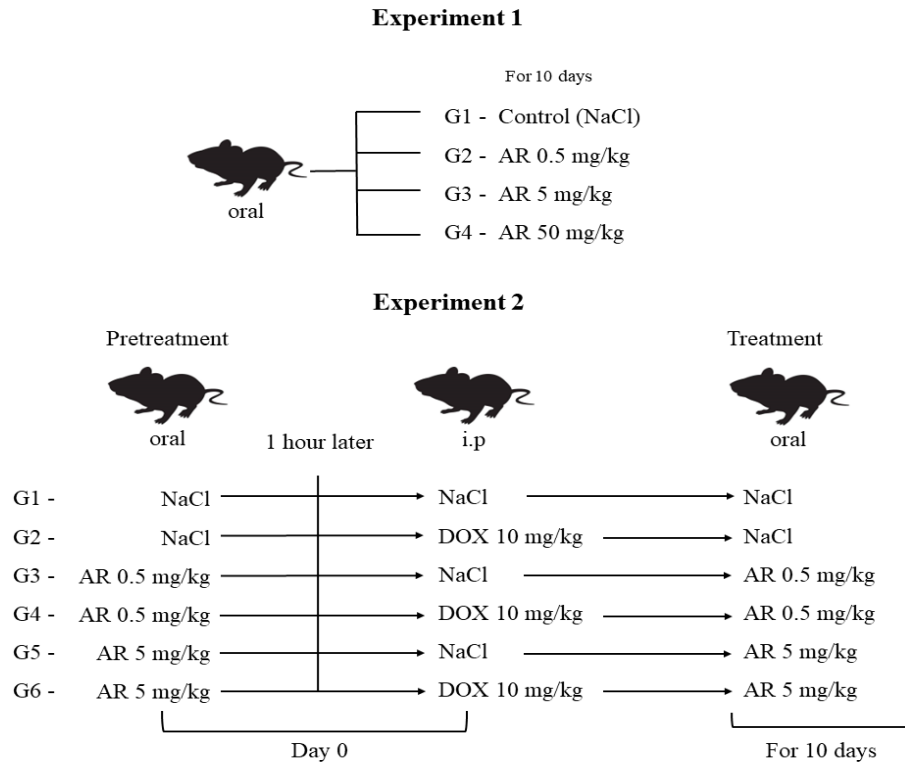 Experiment 1
For 10 days
G1 - Control (NaCl)
G2 - AR 0.5 mg/kg
G3 - AR 5 mg/kg
G4 - AR 50 mg/kg
oral
Experiment 2
Pretreatment Treatment
oral 1 hour later i.p oral
G1 - NaCl NaCl NaCl
G2 - NaCl DOX 10 mg/kg NaCl
G3 - AR 0.5 mg/kg NaCl AR 0.5 mg/kg
G4 - AR 0.5 mg/kg DOX 10 mg/kg AR 0.5 mg/kg
G5 - AR 5 mg/kg NaCl AR 5 mg/kg
G6 - AR 5 mg/kg DOX 10 mg/kg AR 5 mg/kg
Day 0 For 10 days